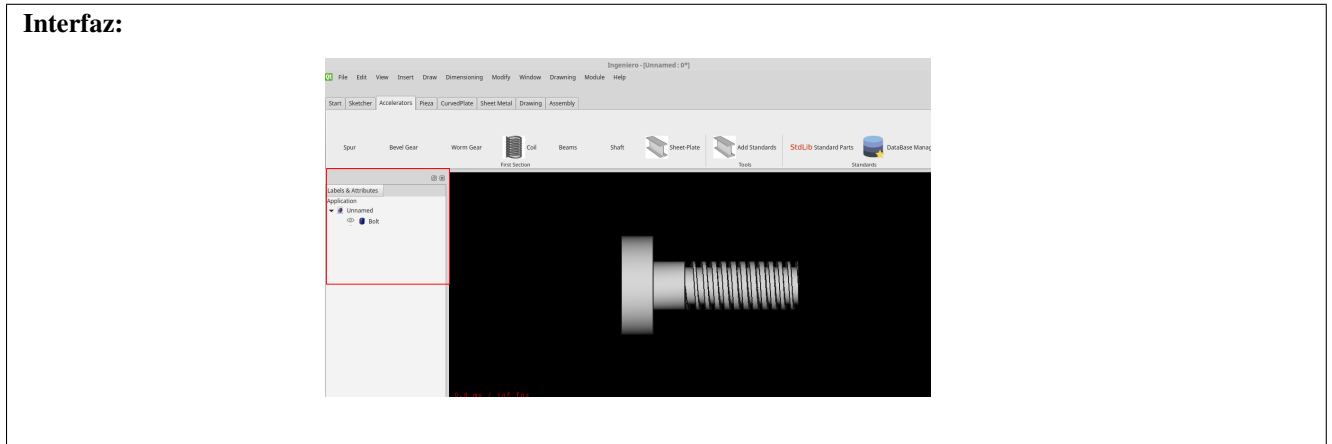 Interfaz:
Ingeniero - [Unnamed : 0*]
File Edit View Insert Draw Dimensioning Modify Window Drawning Module Help
Start Sketcher Accelerators Pieza CurvedPlate Sheet Metal Drawing Assembly
Spur Bevel Gear Worm Gear Coil Beams Shaft Sheet-Plate Add Standards StdLib Standard Parts DataBase Manag
First Section Tools Standards
Labels & Attributes
Application
Unnamed
Bolt